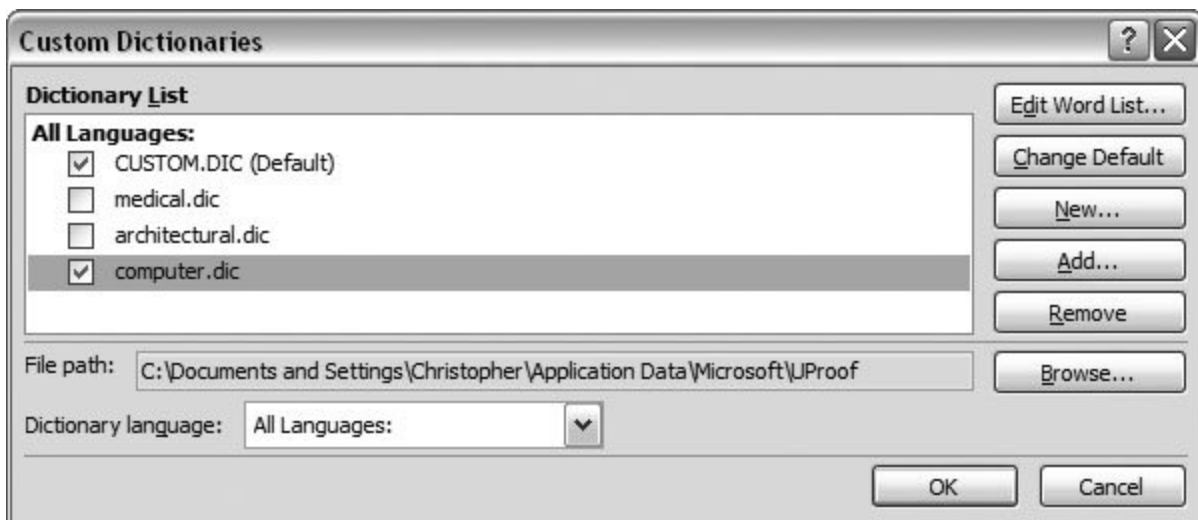 Custom Dictionaries
Dictionary List
All Languages:
CUSTOM.DIC (Default)
medical.dic
architectural.dic
computer.dic
Edit Word List...
Change Default
New...
Add...
Remove
File path: C:\Documents and Settings\Christopher\Application Data\Microsoft\UProof Browse...
Dictionary language: All Languages:
OK Cancel